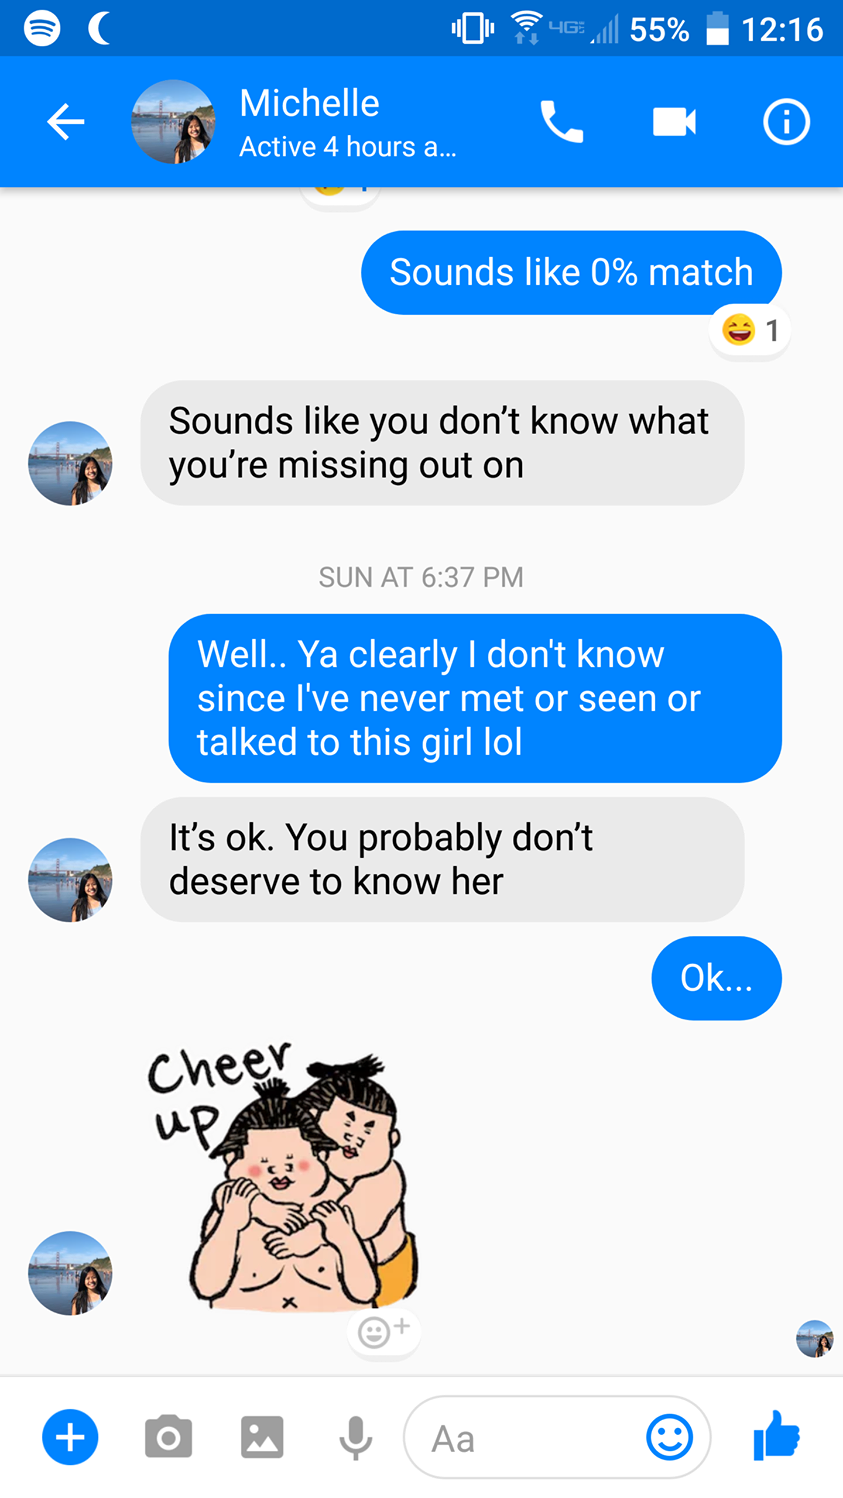 4G
55%
12:16
Michelle
Active 4 hours a...
Sounds like 0% match
1
Sounds like you don’t know what
you’re missing out on
SUN AT 6:37 PM
Well.. Ya clearly I don't know
since I've never met or seen or
talked to this girl lol
It’s ok. You probably don’t
deserve to know her
Ok...
Cheer
up
Aa